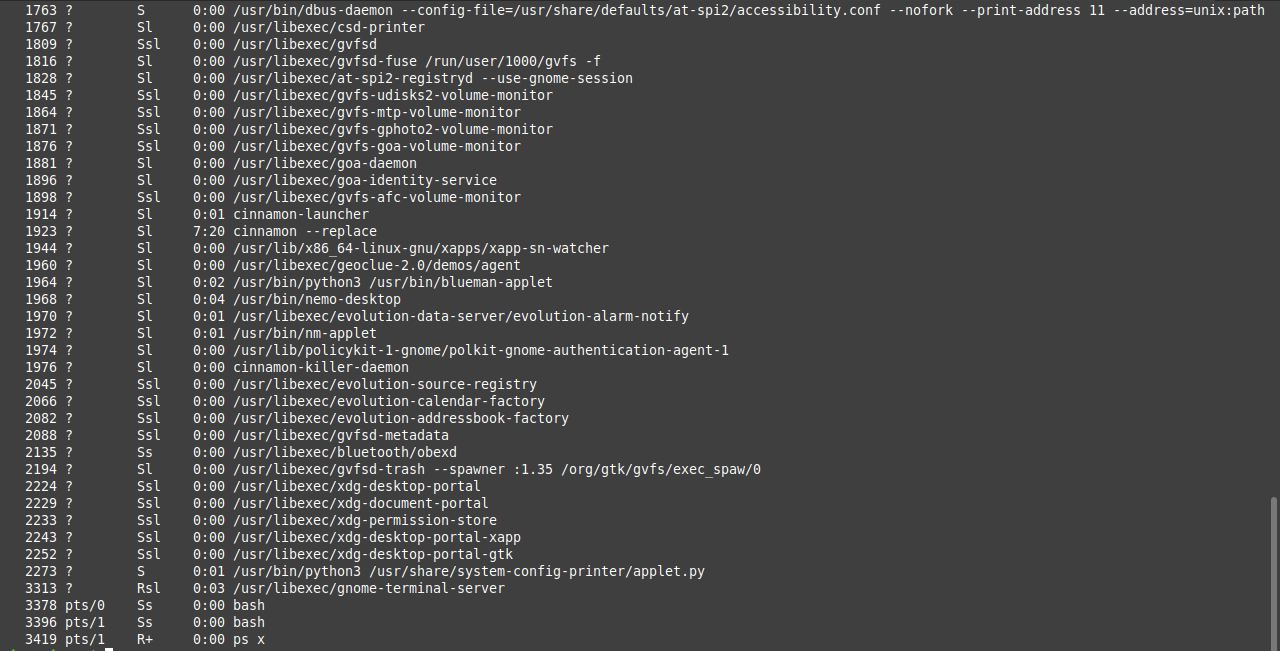 1763 ? S 0:00 /usr/bin/dbus-daemon --config-file=/usr/share/defaults/at-spi2/accessibility.conf --nofork --print-address 11 --address=unix:path
1767 ? Sl 0:00 /usr/libexec/csd-printer
1809 ? Ssl 0:00 /usr/libexec/gvfsd
1816 ? Sl 0:00 /usr/libexec/gvfsd-fuse /run/user/1000/gvfs -f
1828 ? Sl 0:00 /usr/libexec/at-spi2-registryd --use-gnome-session
1845 ? Ssl 0:00 /usr/libexec/gvfs-udisks2-volume-monitor
1864 ? Ssl 0:00 /usr/libexec/gvfs-mtp-volume-monitor
1871 ? Ssl 0:00 /usr/libexec/gvfs-gphoto2-volume-monitor
1876 ? Ssl 0:00 /usr/libexec/gvfs-goa-volume-monitor
1881 ? Sl 0:00 /usr/libexec/goa-daemon
1896 ? Sl 0:00 /usr/libexec/goa-identity-service
1898 ? Ssl 0:00 /usr/libexec/gvfs-afc-volume-monitor
1914 ? Sl 0:01 cinnamon-launcher
1923 ? Sl 7:20 cinnamon --replace
1944 ? Sl 0:00 /usr/lib/x86_64-linux-gnu/xapps/xapp-sn-watcher
1960 ? Sl 0:00 /usr/libexec/geoclue-2.0/demos/agent
1964 ? Sl 0:02 /usr/bin/python3 /usr/bin/blueman-applet
1968 ? Sl 0:04 /usr/bin/nemo-desktop
1970 ? Sl 0:01 /usr/libexec/evolution-data-server/evolution-alarm-notify
1972 ? Sl 0:01 /usr/bin/nm-applet
1974 ? Sl 0:00 /usr/lib/policykit-1-gnome/polkit-gnome-authentication-agent-1
1976 ? Sl 0:00 cinnamon-killer-daemon
2045 ? Ssl 0:00 /usr/libexec/evolution-source-registry
2066 ? Ssl 0:00 /usr/libexec/evolution-calendar-factory
2082 ? Ssl 0:00 /usr/libexec/evolution-addressbook-factory
2088 ? Ssl 0:00 /usr/libexec/gvfsd-metadata
2135 ? Ss 0:00 /usr/libexec/bluetooth/obexd
2194 ? Sl 0:00 /usr/libexec/gvfsd-trash --spawner :1.35 /org/gtk/gvfs/exec_spaw/0
2224 ? Ssl 0:00 /usr/libexec/xdg-desktop-portal
2229 ? Ssl 0:00 /usr/libexec/xdg-document-portal
2233 ? Ssl 0:00 /usr/libexec/xdg-permission-store
2243 ? Ssl 0:00 /usr/libexec/xdg-desktop-portal-xapp
2252 ? Ssl 0:00 /usr/libexec/xdg-desktop-portal-gtk
2273 ? S 0:01 /usr/bin/python3 /usr/share/system-config-printer/applet.py
3313 ? Rsl 0:03 /usr/libexec/gnome-terminal-server
3378 pts/0 Ss 0:00 bash
3396 pts/1 Ss 0:00 bash
3419 pts/1 R+ 0:00 ps x